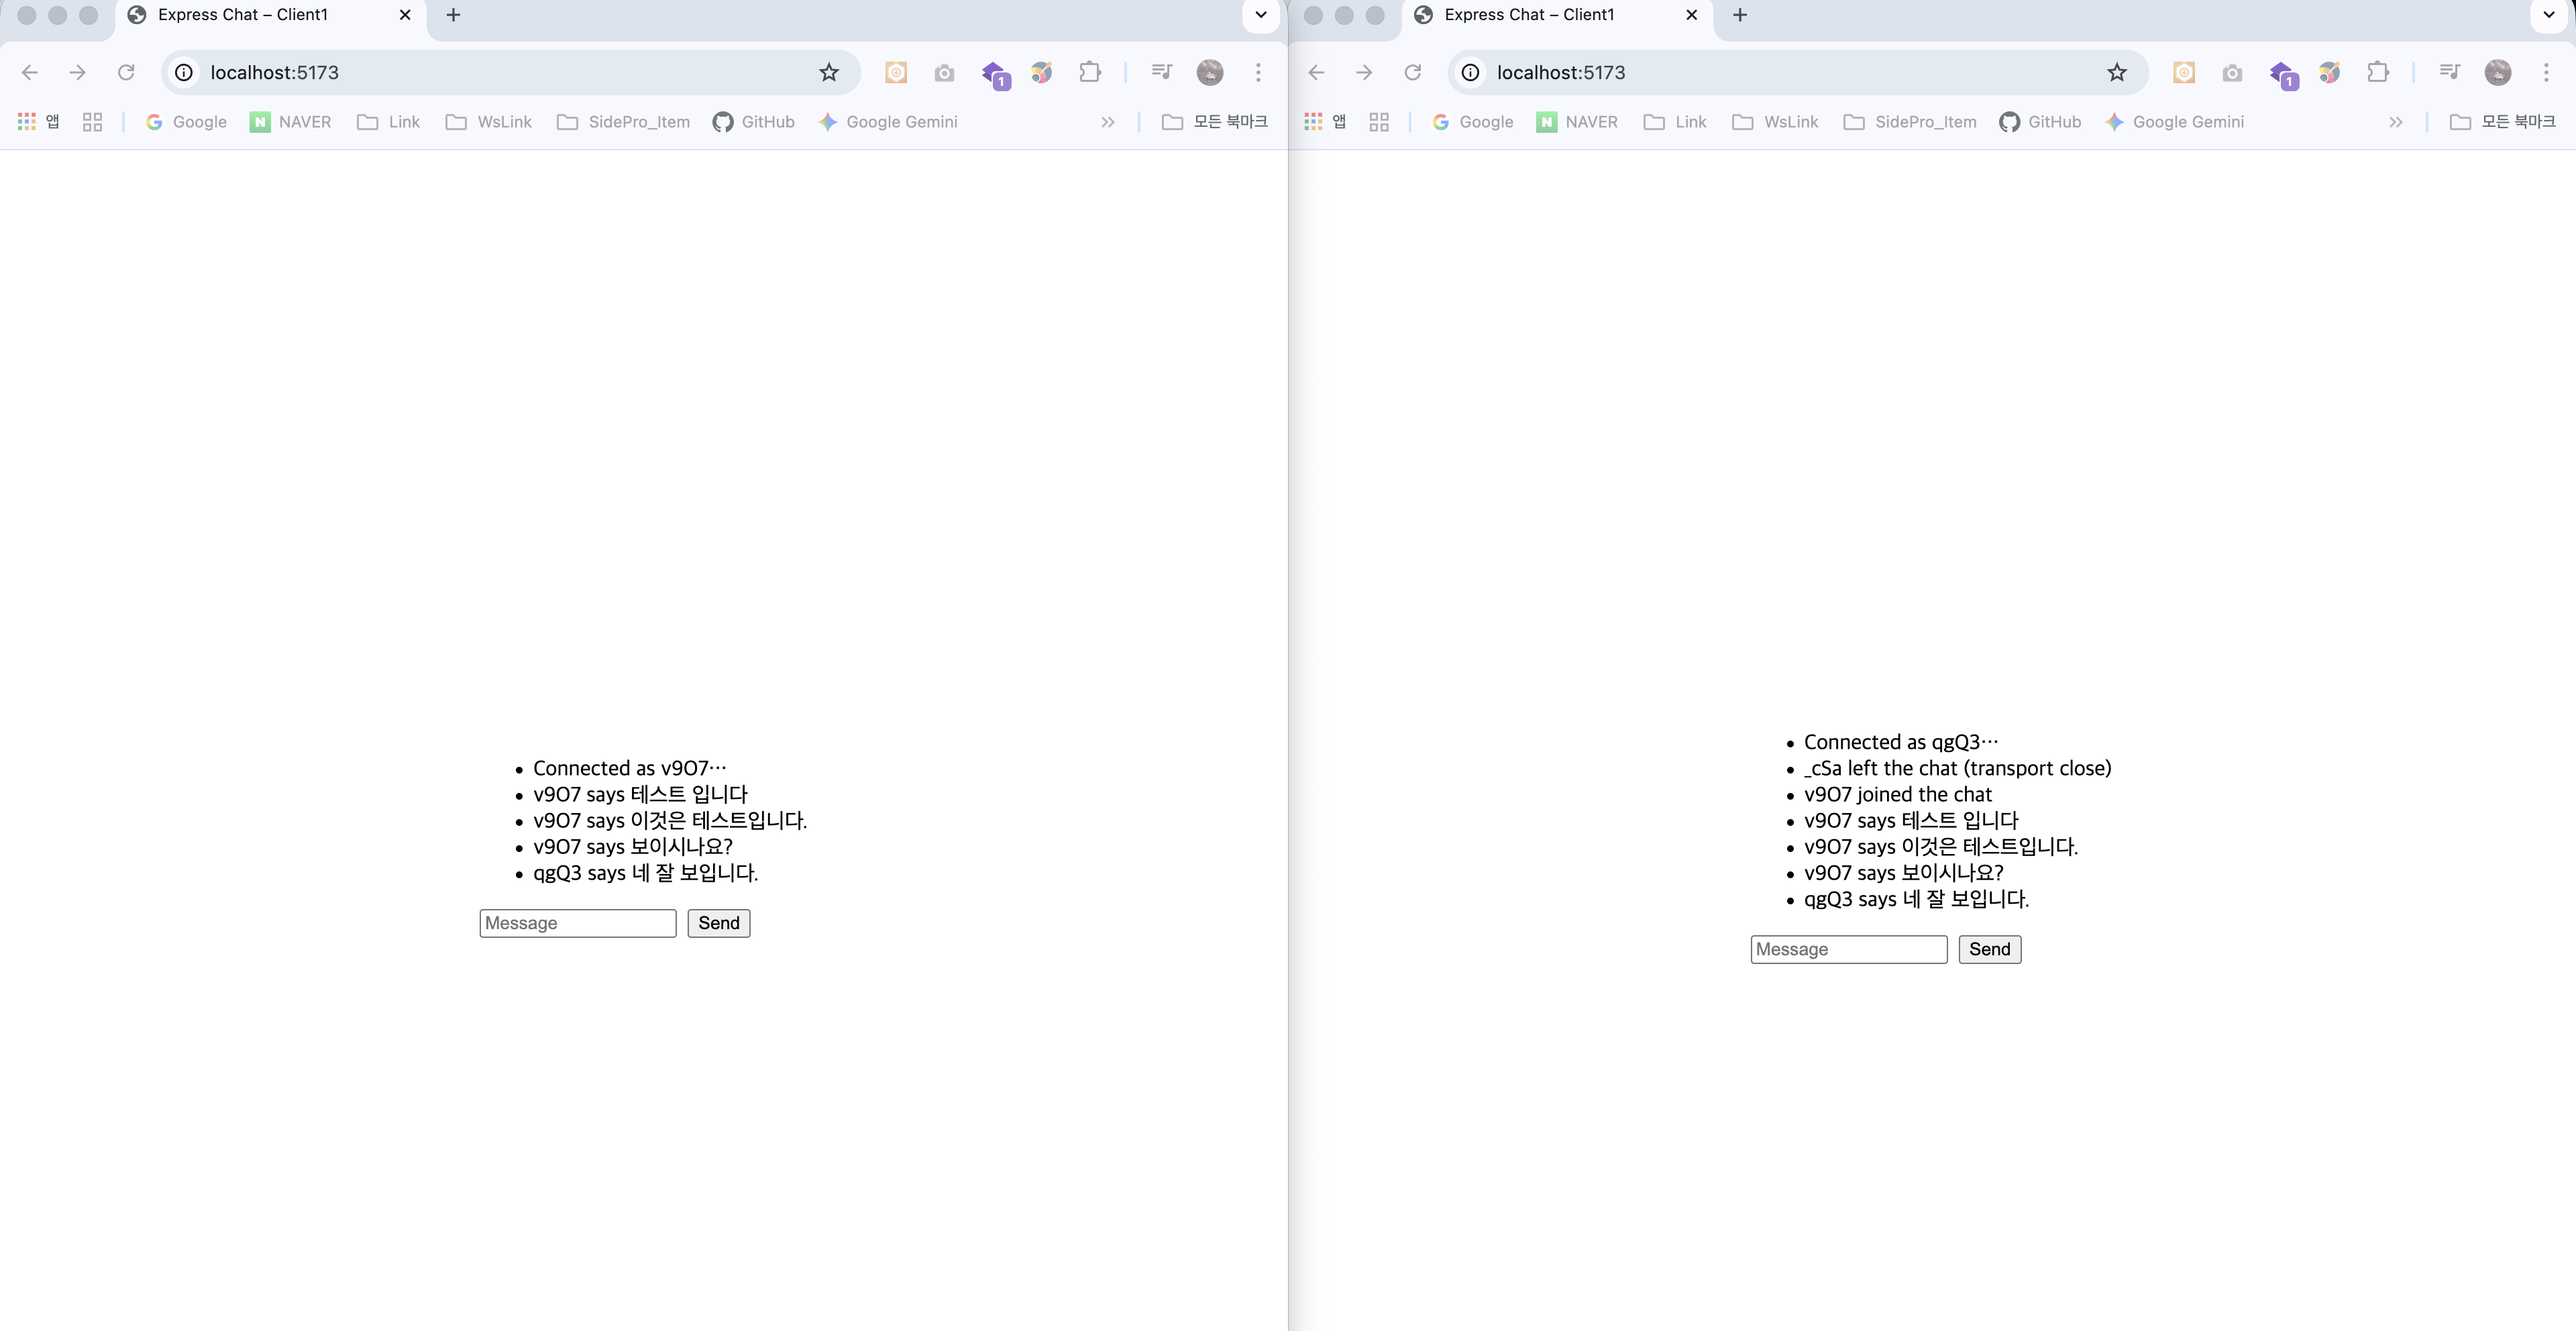 Express Chat – Client1
localhost:5173
1
앱
Google
NAVER
Link
WsLink
SidePro_Item
GitHub
Google Gemini
모든 북마크
Connected as v9O7…
v9O7 says 테스트 입니다
v9O7 says 이것은 테스트입니다.
v9O7 says 보이시나요?
qgQ3 says 네 잘 보입니다.
Message
Send
Express Chat – Client1
localhost:5173
1
앱
Google
NAVER
Link
WsLink
SidePro_Item
GitHub
Google Gemini
모든 북마크
Connected as qgQ3…
_cSa left the chat (transport close)
v9O7 joined the chat
v9O7 says 테스트 입니다
v9O7 says 이것은 테스트입니다.
v9O7 says 보이시나요?
qgQ3 says 네 잘 보입니다.
Message
Send